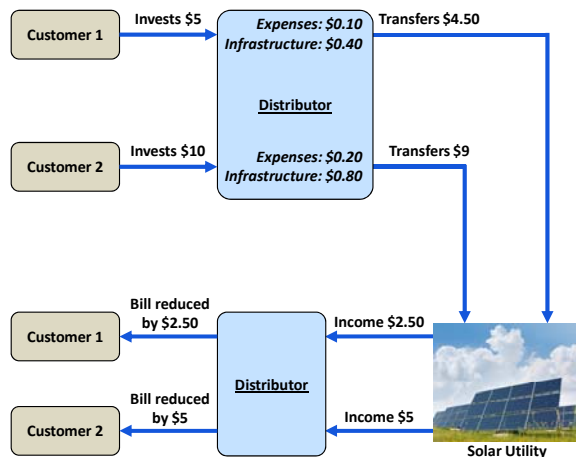 Customer 1
Invests $5
Expenses: $0.10
Infrastructure: $0.40
Transfers $4.50
Distributor
Customer 2
Invests $10
Expenses: $0.20
Infrastructure: $0.80
Transfers $9
Customer 1
Bill reduced
by $2.50
Income $2.50
Distributor
Customer 2
Bill reduced
by $5
Income $5
Solar Utility